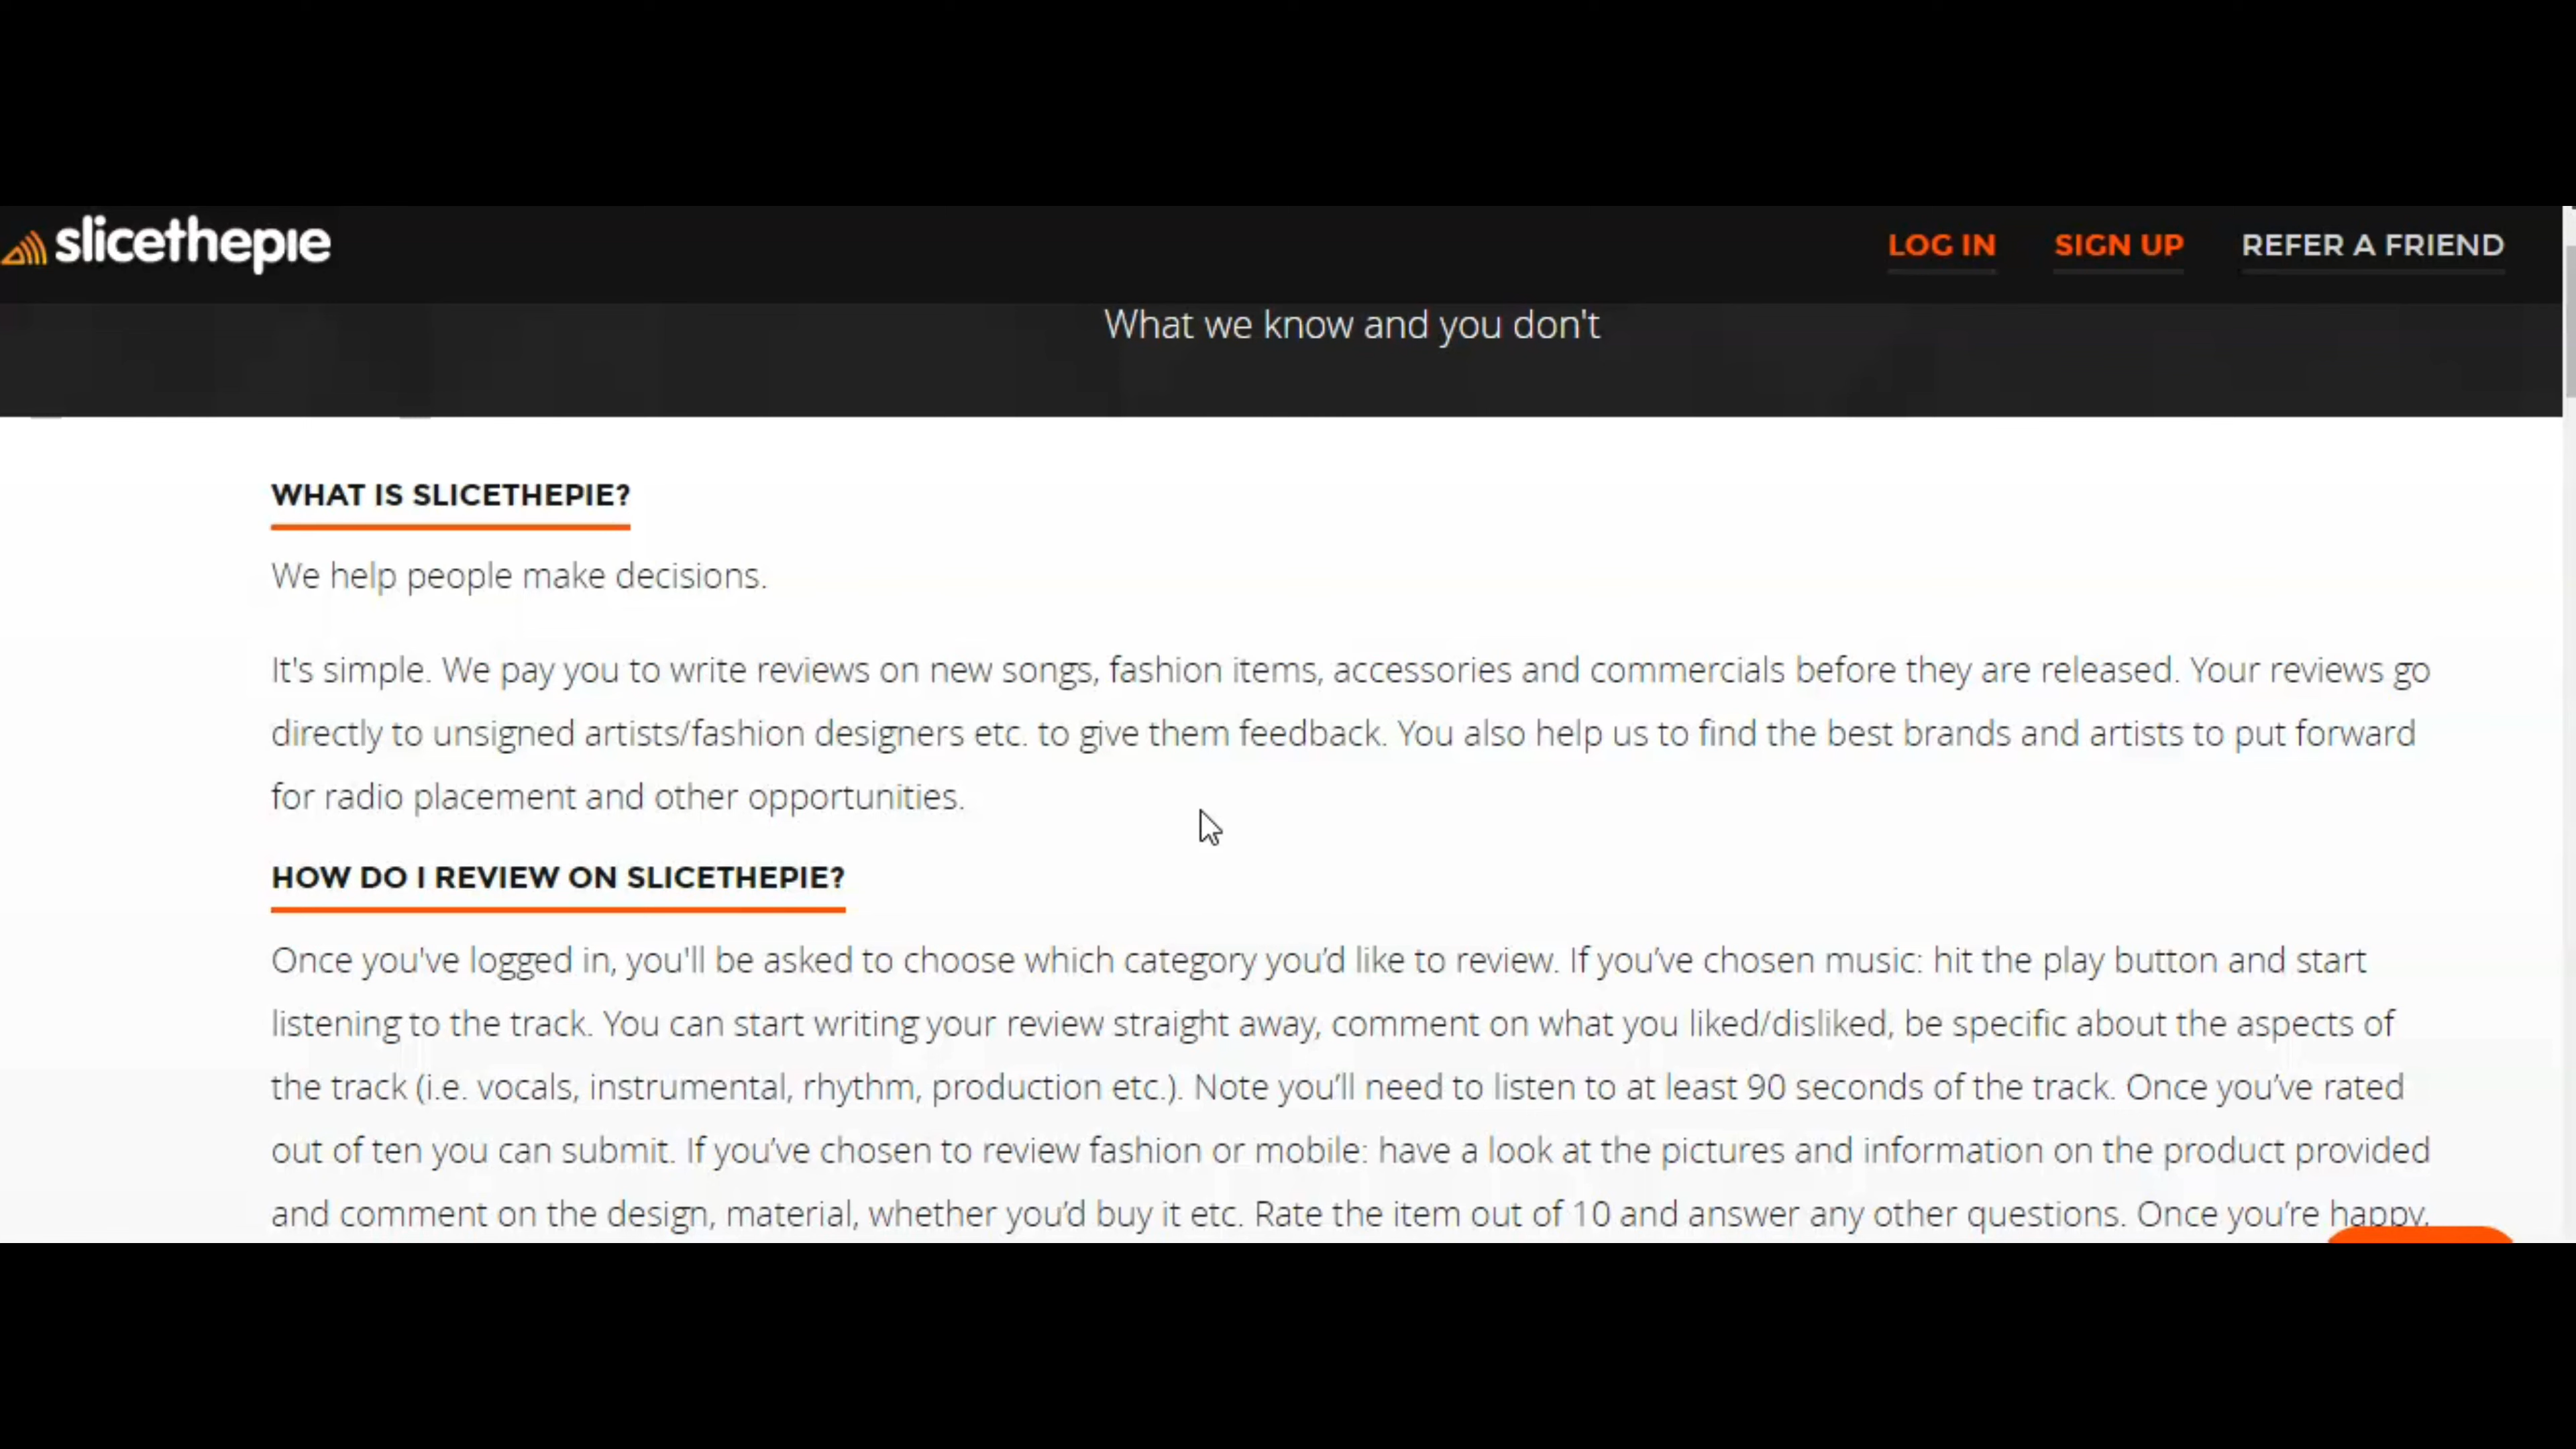 slicethepie
LOG IN SIGN UP REFER A FRIEND
What we know and you don't
WHAT IS SLICETHEPIE?
We help people make decisions.
It's simple. We pay you to write reviews on new songs, fashion items, accessories and commercials before they are released. Your reviews go
directly to unsigned artists/fashion designers etc. to give them feedback. You also help us to find the best brands and artists to put forward
for radio placement and other opportunities.
HOW DO I REVIEW ON SLICETHEPIE?
Once you've logged in, you'll be asked to choose which category you’d like to review. If you’ve chosen music: hit the play button and start
listening to the track. You can start writing your review straight away, comment on what you liked/disliked, be specific about the aspects of
the track (i.e. vocals, instrumental, rhythm, production etc.). Note you’ll need to listen to at least 90 seconds of the track. Once you’ve rated
out of ten you can submit. If you’ve chosen to review fashion or mobile: have a look at the pictures and information on the product provided
and comment on the design, material, whether you’d buy it etc. Rate the item out of 10 and answer any other questions. Once you’re happy,